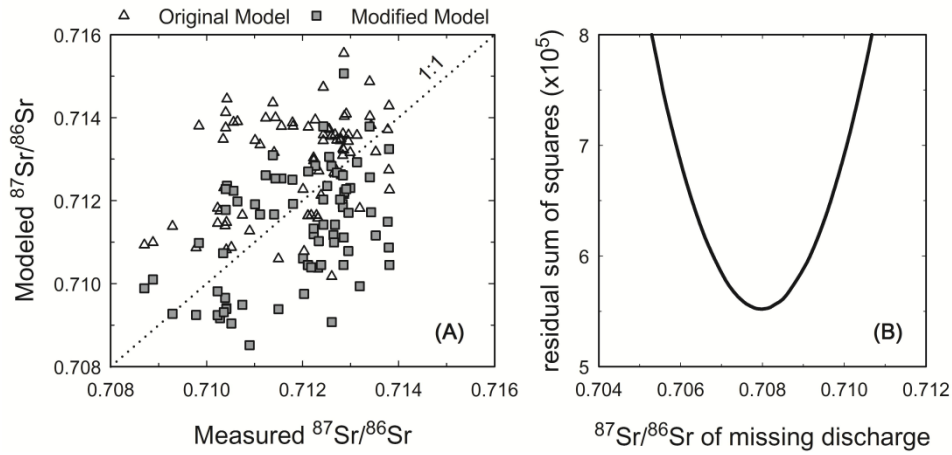 Original Model Modified Model
0.716
0.714
0.712
0.710
0.708
Modeled ⁸⁷Sr/⁸⁶Sr
1:1
(A)
0.708 0.710 0.712 0.714 0.716
Measured ⁸⁷Sr/⁸⁶Sr
8
7
6
5
residual sum of squares (x10⁵)
(B)
0.704 0.706 0.708 0.710 0.712
⁸⁷Sr/⁸⁶Sr of missing discharge